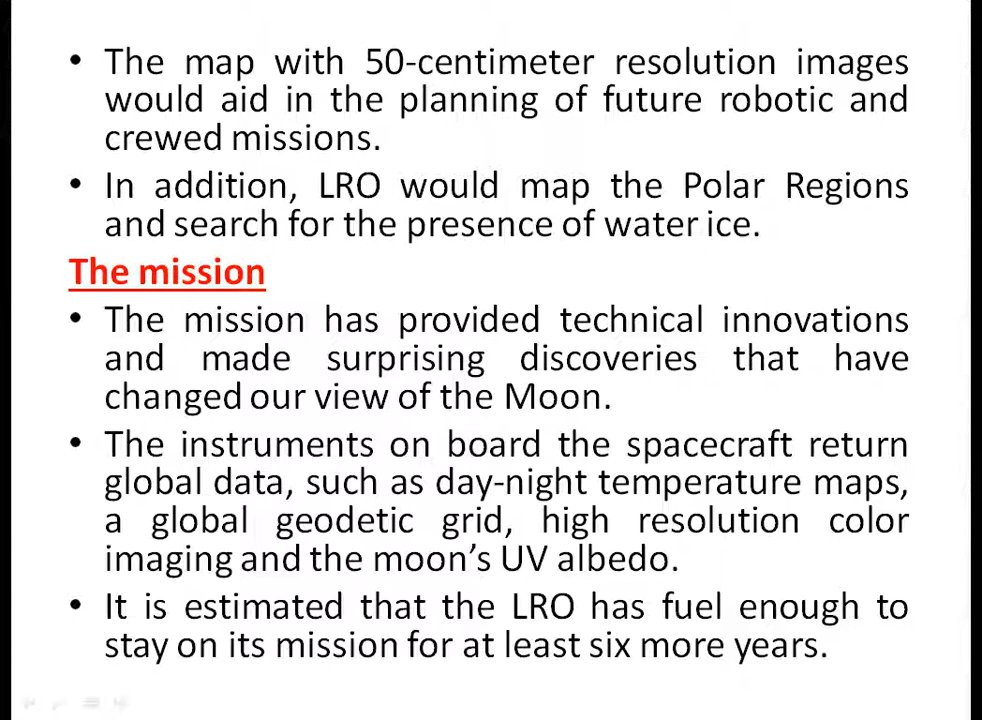 • The map with 50-centimeter resolution images
would aid in the planning of future robotic and
crewed missions.
• In addition, LRO would map the Polar Regions
and search for the presence of water ice.
The mission
• The mission has provided technical innovations
and made surprising discoveries that have
changed our view of the Moon.
• The instruments on board the spacecraft return
global data, such as day-night temperature maps,
a global geodetic grid, high resolution color
imaging and the moon’s UV albedo.
• It is estimated that the LRO has fuel enough to
stay on its mission for at least six more years.